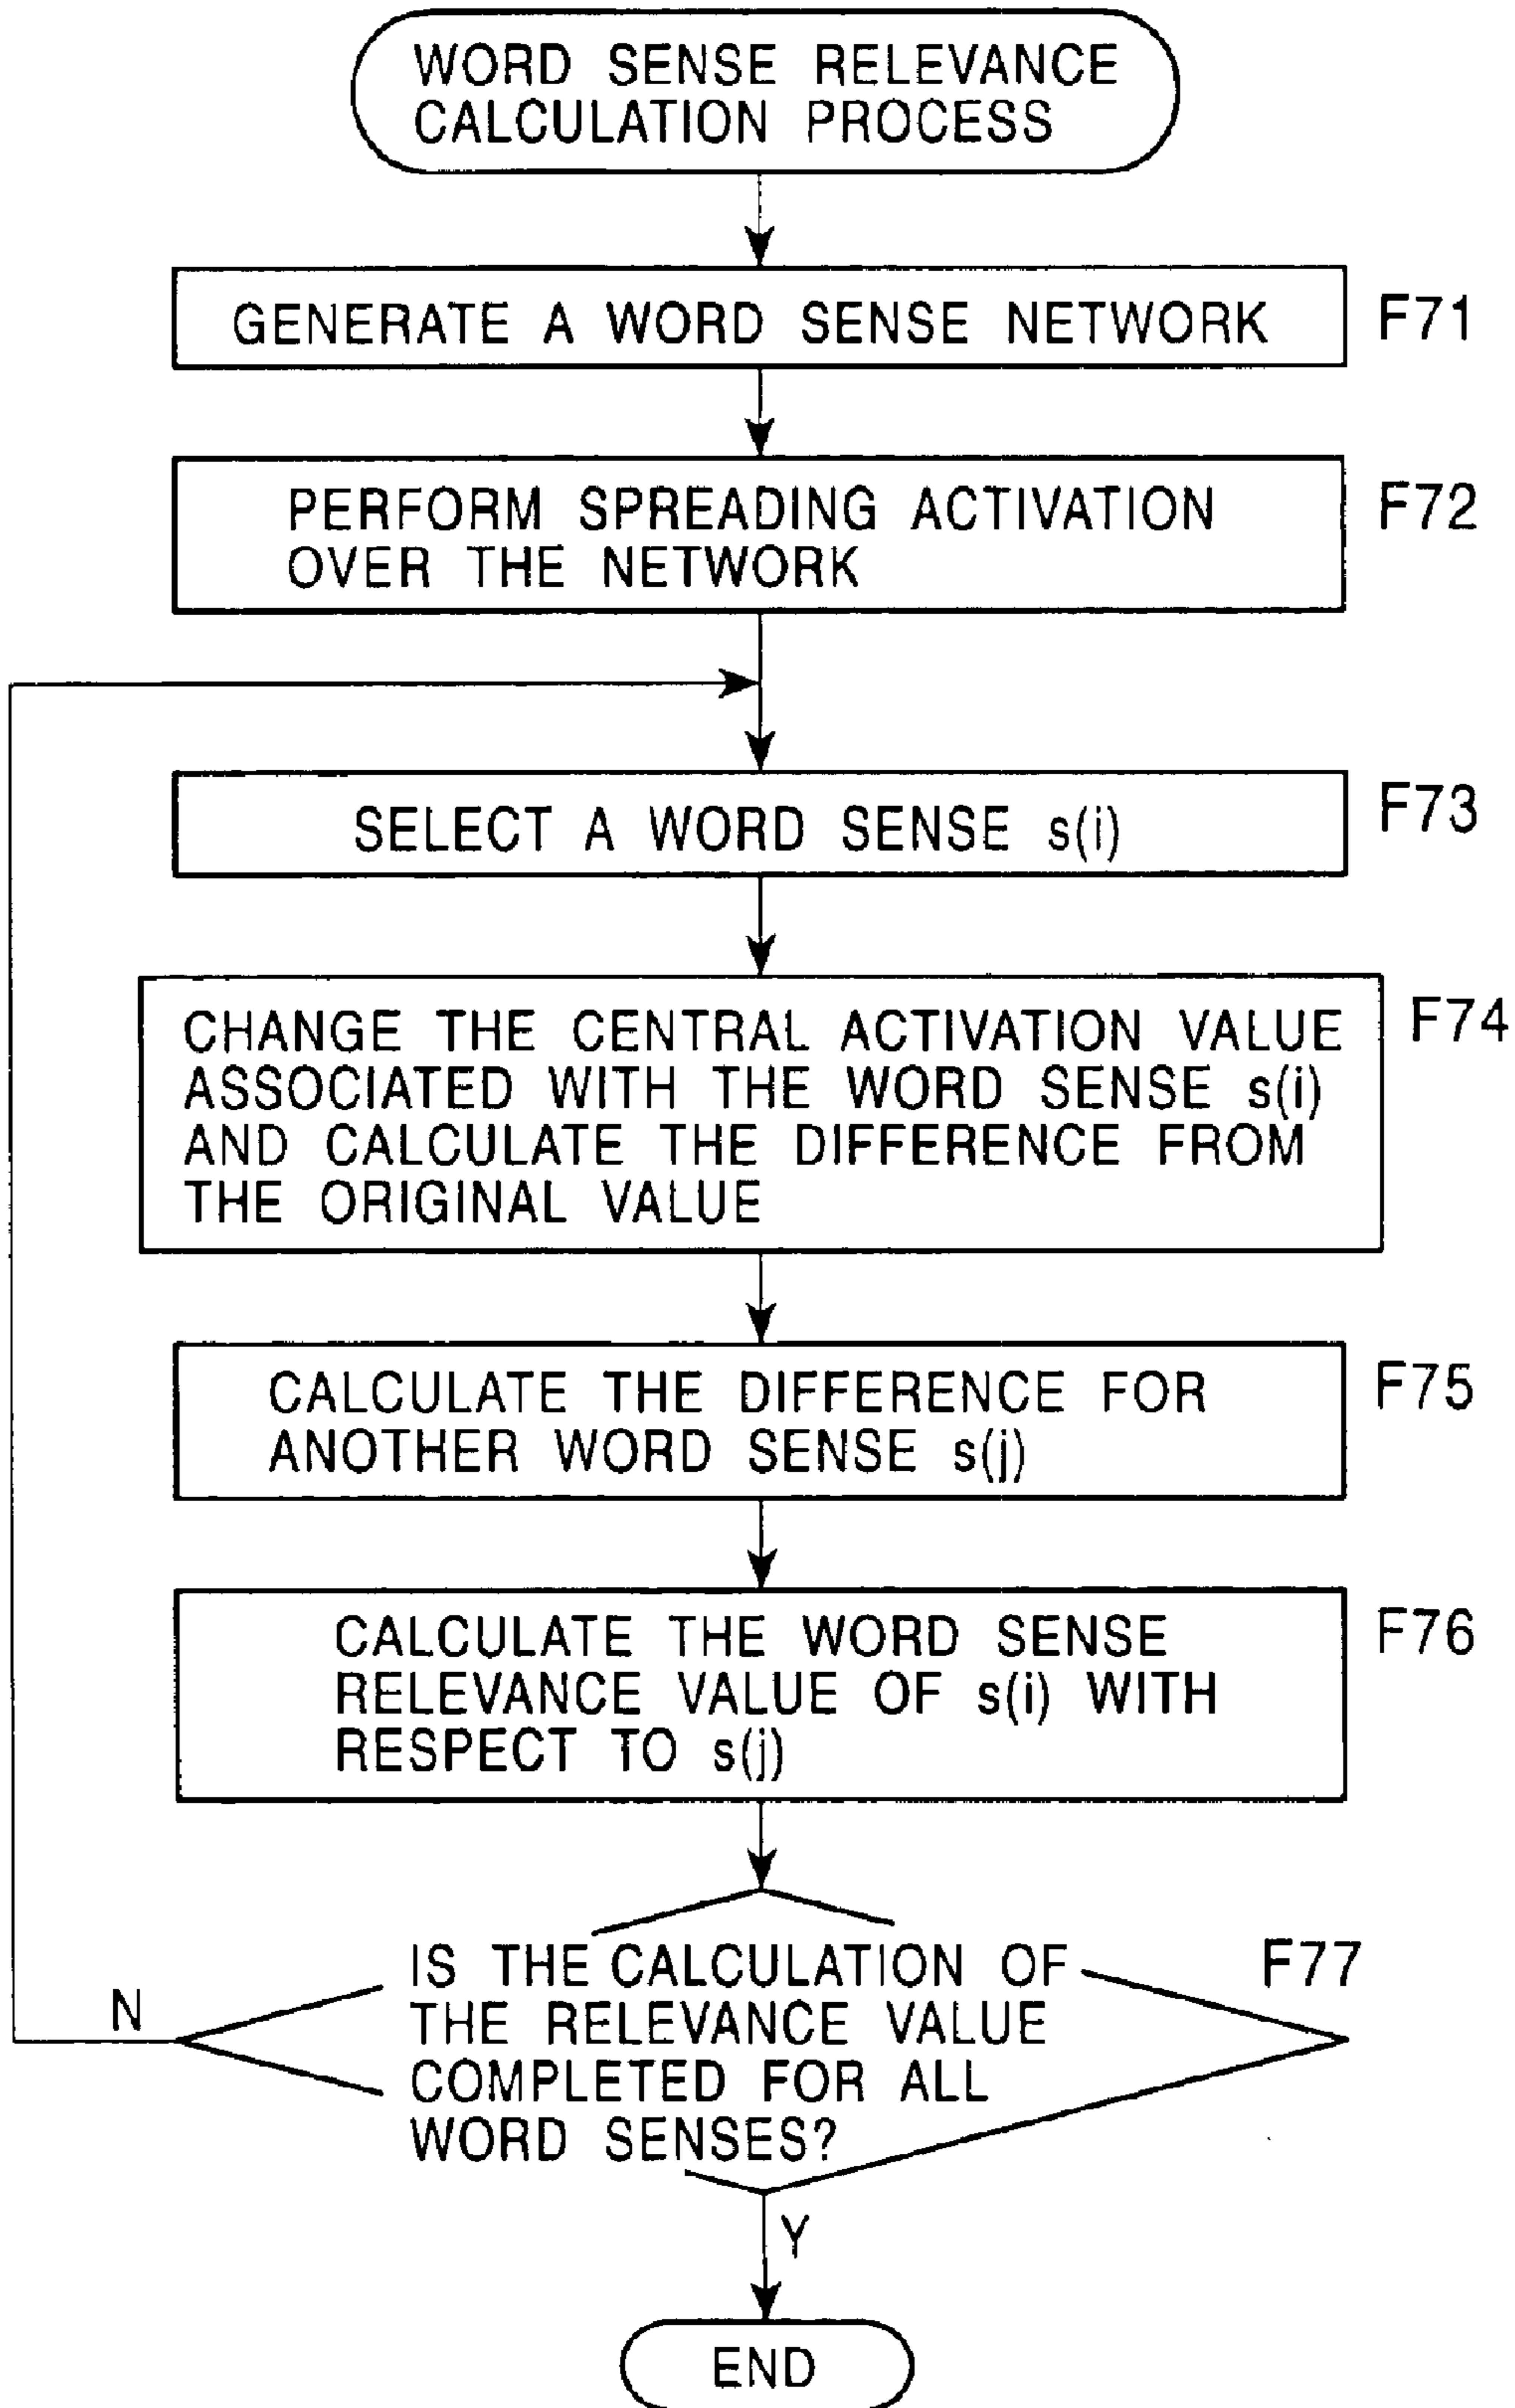 WORD SENSE RELEVANCE
CALCULATION PROCESS
GENERATE A WORD SENSE NETWORK
F71
PERFORM SPREADING ACTIVATION
OVER THE NETWORK
F72
SELECT A WORD SENSE s(i)
F73
CHANGE THE CENTRAL ACTIVATION VALUE
ASSOCIATED WITH THE WORD SENSE s(i)
AND CALCULATE THE DIFFERENCE FROM
THE ORIGINAL VALUE
F74
CALCULATE THE DIFFERENCE FOR
ANOTHER WORD SENSE s(j)
F75
CALCULATE THE WORD SENSE
RELEVANCE VALUE OF s(i) WITH
RESPECT TO s(j)
F76
IS THE CALCULATION OF
THE RELEVANCE VALUE
COMPLETED FOR ALL
WORD SENSES?
F77
N
Y
END